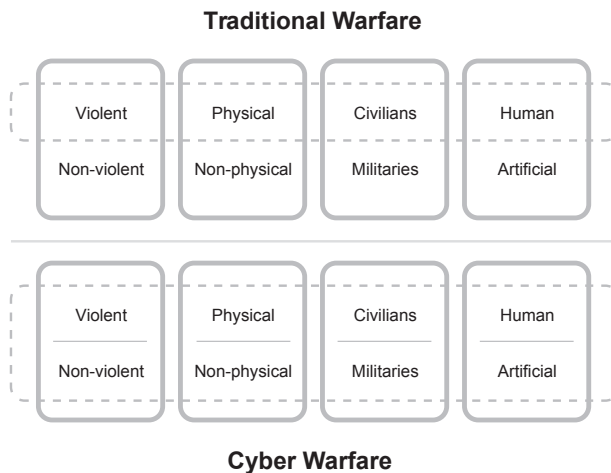 Traditional Warfare
Violent Physical Civilians Human
Non-violent Non-physical Militaries Artificial
Violent Physical Civilians Human
Non-violent Non-physical Militaries Artificial
Cyber Warfare